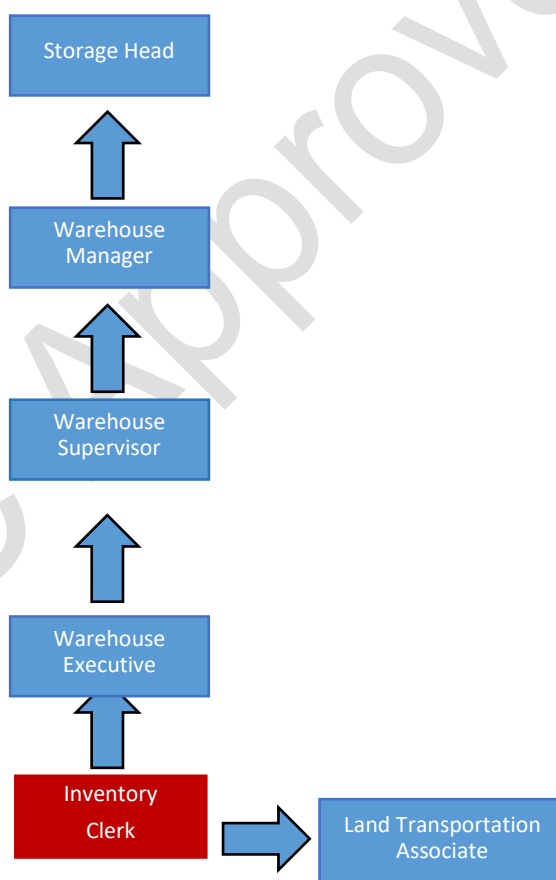 Storage Head
Warehouse
Manager
Warehouse
Supervisor
Warehouse
Executive
Inventory
Clerk
Land Transportation
Associate